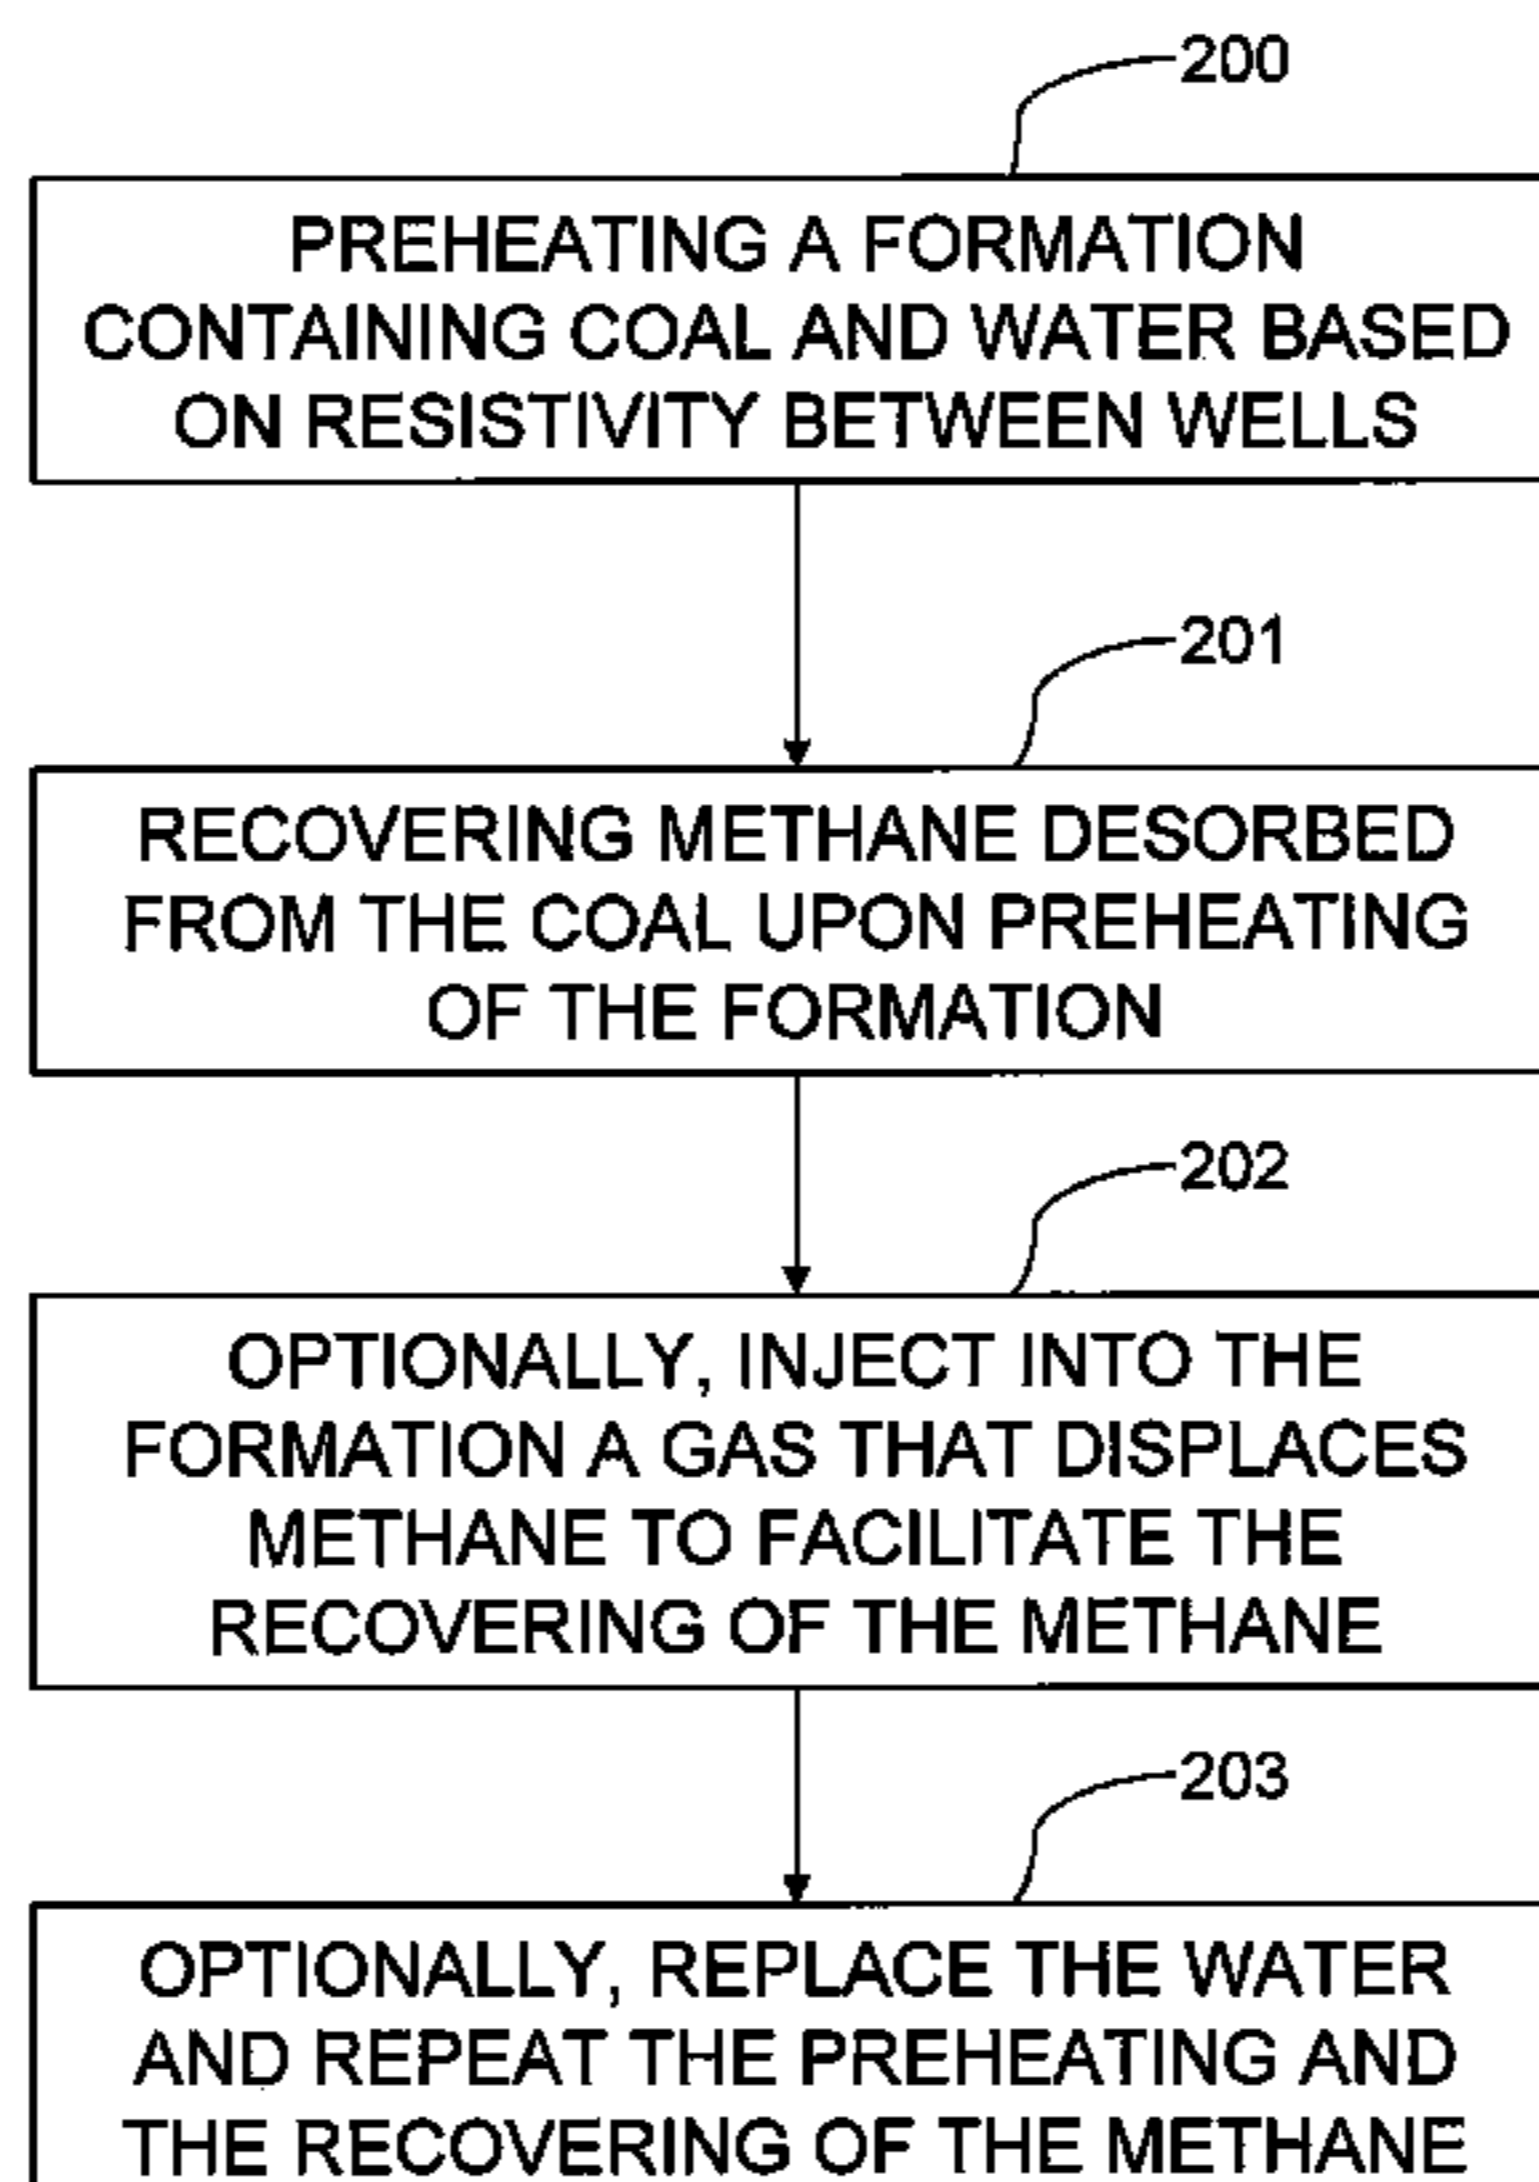 200
PREHEATING A FORMATION
CONTAINING COAL AND WATER BASED
ON RESISTIVITY BETWEEN WELLS
201
RECOVERING METHANE DESORBED
FROM THE COAL UPON PREHEATING
OF THE FORMATION
202
OPTIONALLY, INJECT INTO THE
FORMATION A GAS THAT DISPLACES
METHANE TO FACILITATE THE
RECOVERING OF THE METHANE
203
OPTIONALLY, REPLACE THE WATER
AND REPEAT THE PREHEATING AND
THE RECOVERING OF THE METHANE